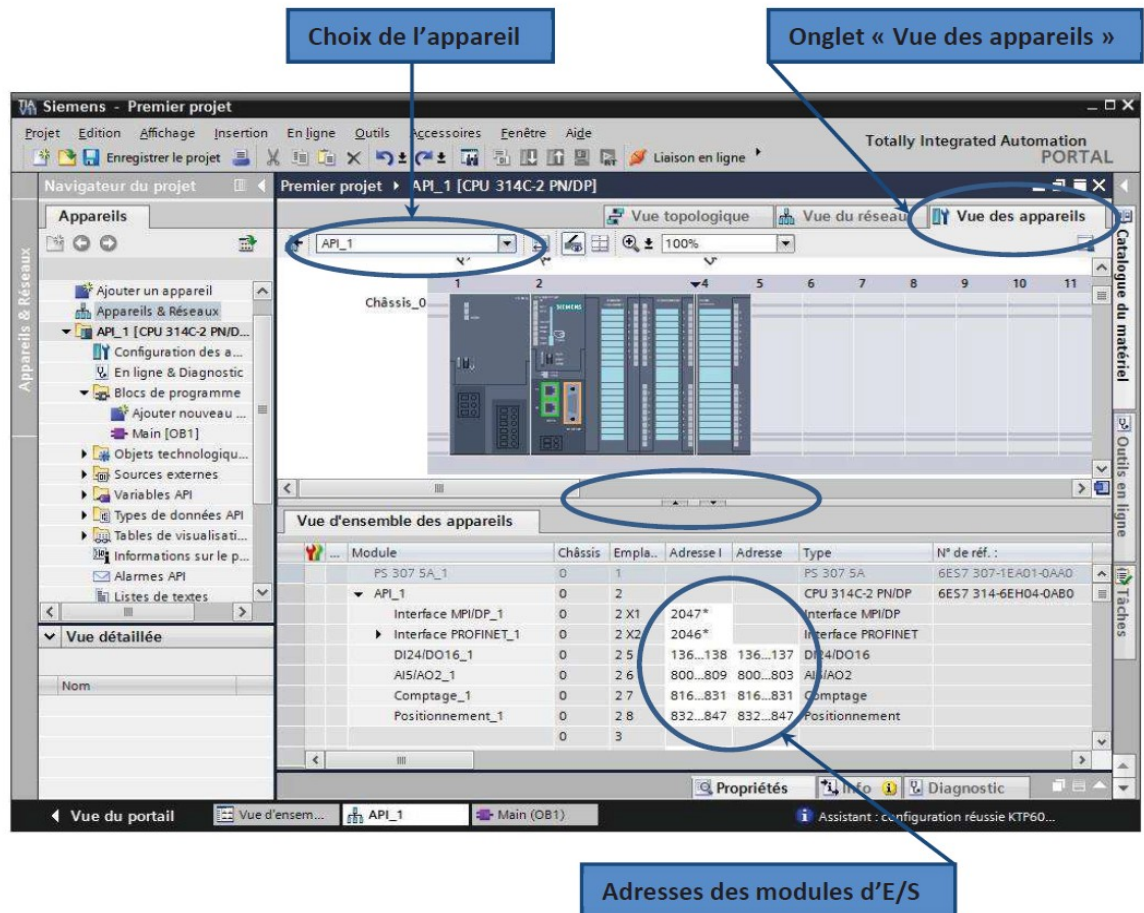 Choix de l'appareil
Onglet « Vue des appareils »
Siemens - Premier projet
Projet Edition Affichage Insertion En ligne Outils Accessoires Fenêtre Aide
Totally Integrated Automation
PORTAL
Enregistrer le projet
Liaison en ligne
Navigateur du projet
Premier projet API_1 [CPU 314C-2 PN/DP]
Appareils
Vue topologique
Vue du réseau
Vue des appareils
API_1
100%
1 2 4 5 6 7 8 9 10 11
Châssis_0
SIEMENS
Ajouter un appareil
Appareils & Réseaux
API_1 [CPU 314C-2 PN/D...
Configuration des a...
En ligne & Diagnostic
Blocs de programme
Ajouter nouveau ...
Main [OB1]
Objets technologiqu...
Sources externes
Variables API
Types de données API
Tables de visualisati...
Informations sur le p...
Alarmes API
Listes de textes
Vue détaillée
Nom
Appareils & Réseaux
Catalogue du matériel
Outils en ligne
Tâches
Vue d'ensemble des appareils
... Module Châssis Empla.. Adresse I Adresse Type N° de réf. :
PS 307 5A_1 0 1 PS 307 5A 6ES7 307-1EA01-0AA0
API_1 0 2 CPU 314C-2 PN/DP 6ES7 314-6EH04-0AB0
Interface MPI/DP_1 0 2 X1 2047* Interface MPI/DP
Interface PROFINET_1 0 2 X2 2046* Interface PROFINET
DI24/DO16_1 0 2 5 136...138 136...137 DI24/DO16
AI5/AO2_1 0 2 6 800...809 800...803 AI5/AO2
Comptage_1 0 2 7 816...831 816...831 Comptage
Positionnement_1 0 2 8 832...847 832...847 Positionnement
0 3
Propriétés
Info
Diagnostic
Vue du portail
Vue d'ensem...
API_1
Main (OB1)
Assistant : configuration réussie KTP60...
Adresses des modules d'E/S